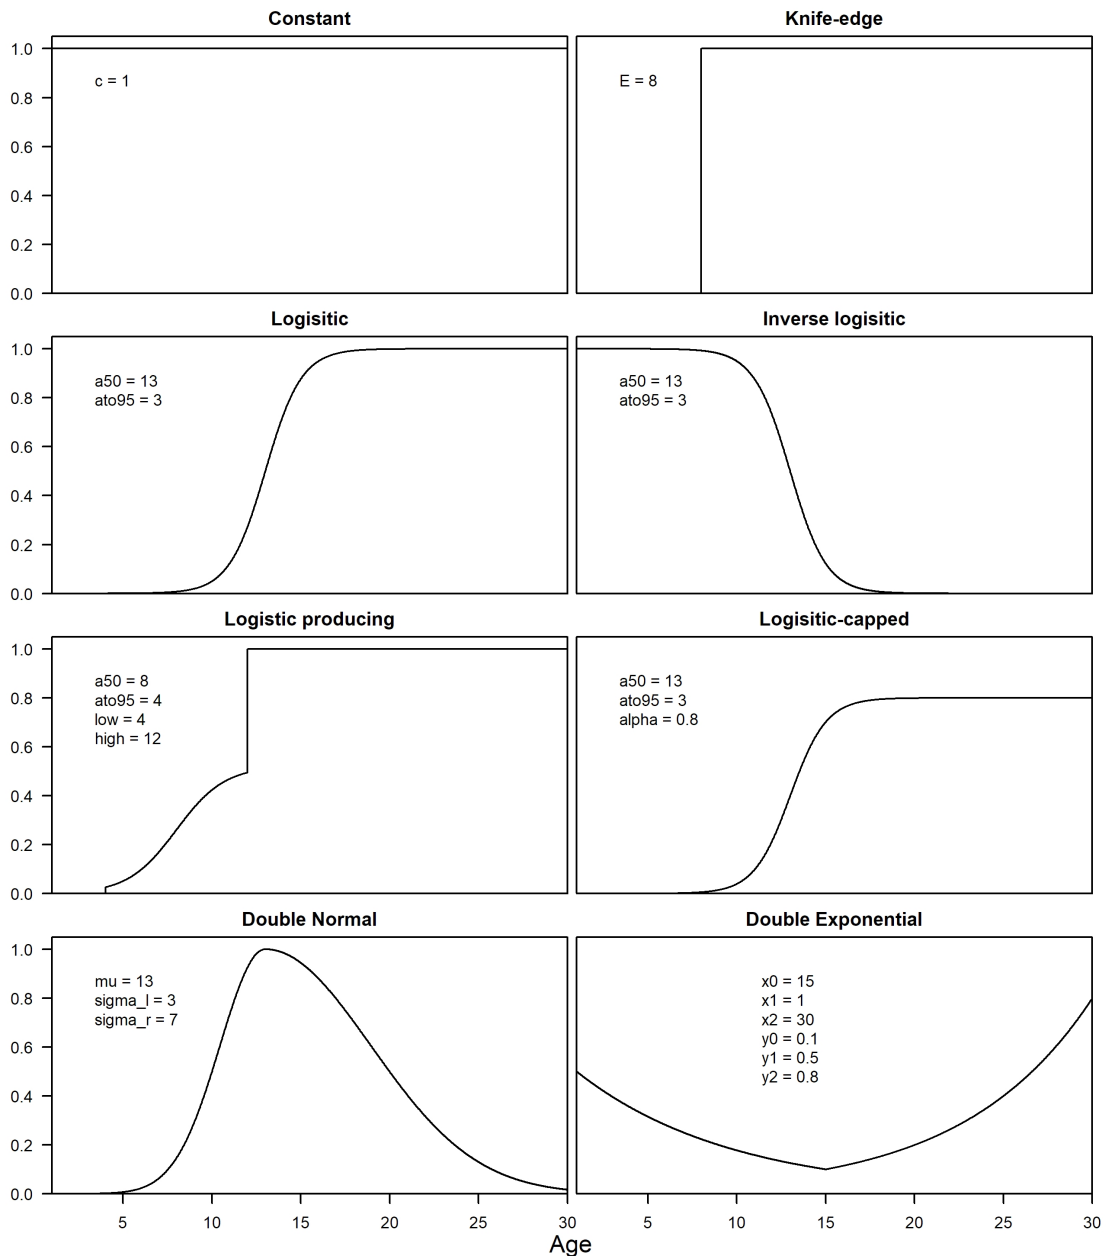 Constant
1.0
0.8
0.6
0.4
0.2
0.0
c = 1
Knife-edge
E = 8
Logisitic
1.0
0.8
0.6
0.4
0.2
0.0
a50 = 13
ato95 = 3
Inverse logisitic
a50 = 13
ato95 = 3
Logistic producing
1.0
0.8
0.6
0.4
0.2
0.0
a50 = 8
ato95 = 4
low = 4
high = 12
Logisitic-capped
a50 = 13
ato95 = 3
alpha = 0.8
Double Normal
1.0
0.8
0.6
0.4
0.2
0.0
mu = 13
sigma_l = 3
sigma_r = 7
5 10 15 20 25 30
Double Exponential
x0 = 15
x1 = 1
x2 = 30
y0 = 0.1
y1 = 0.5
y2 = 0.8
5 10 15 20 25 30
Age